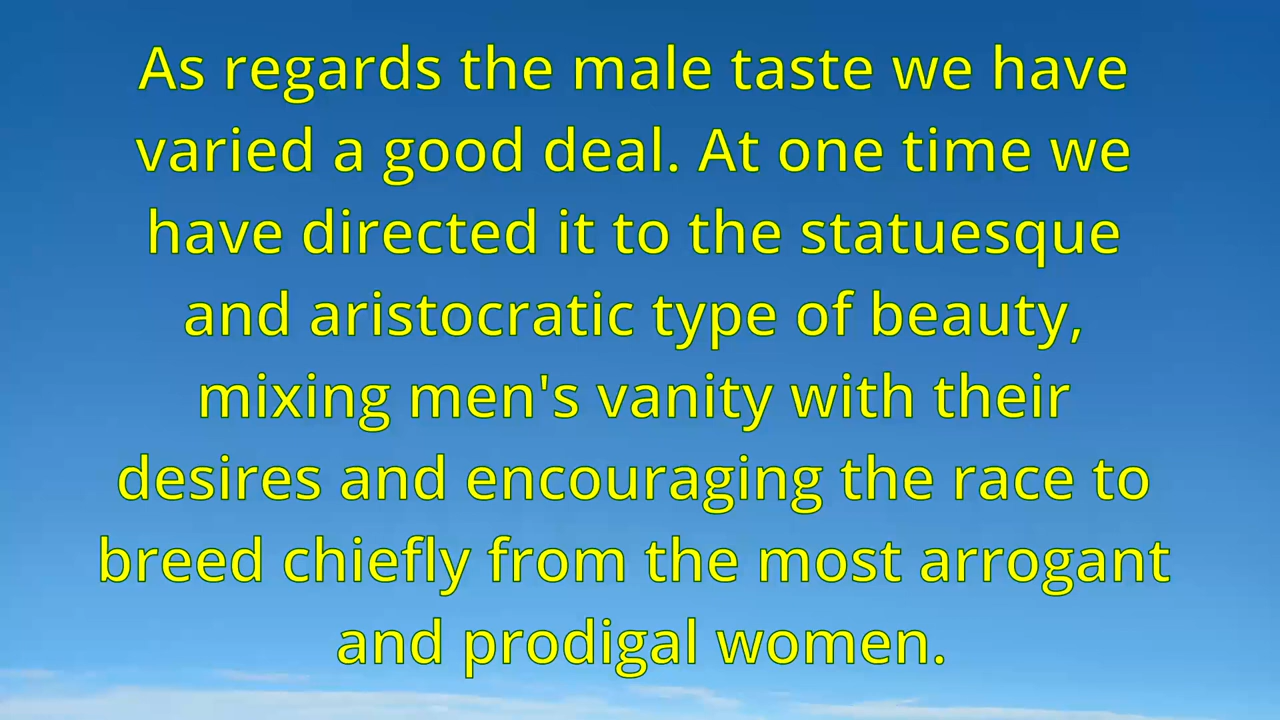 As regards the male taste we have
varied a good deal. At one time we
have directed it to the statuesque
and aristocratic type of beauty,
mixing men's vanity with their
desires and encouraging the race to
breed chiefly from the most arrogant
and prodigal women.